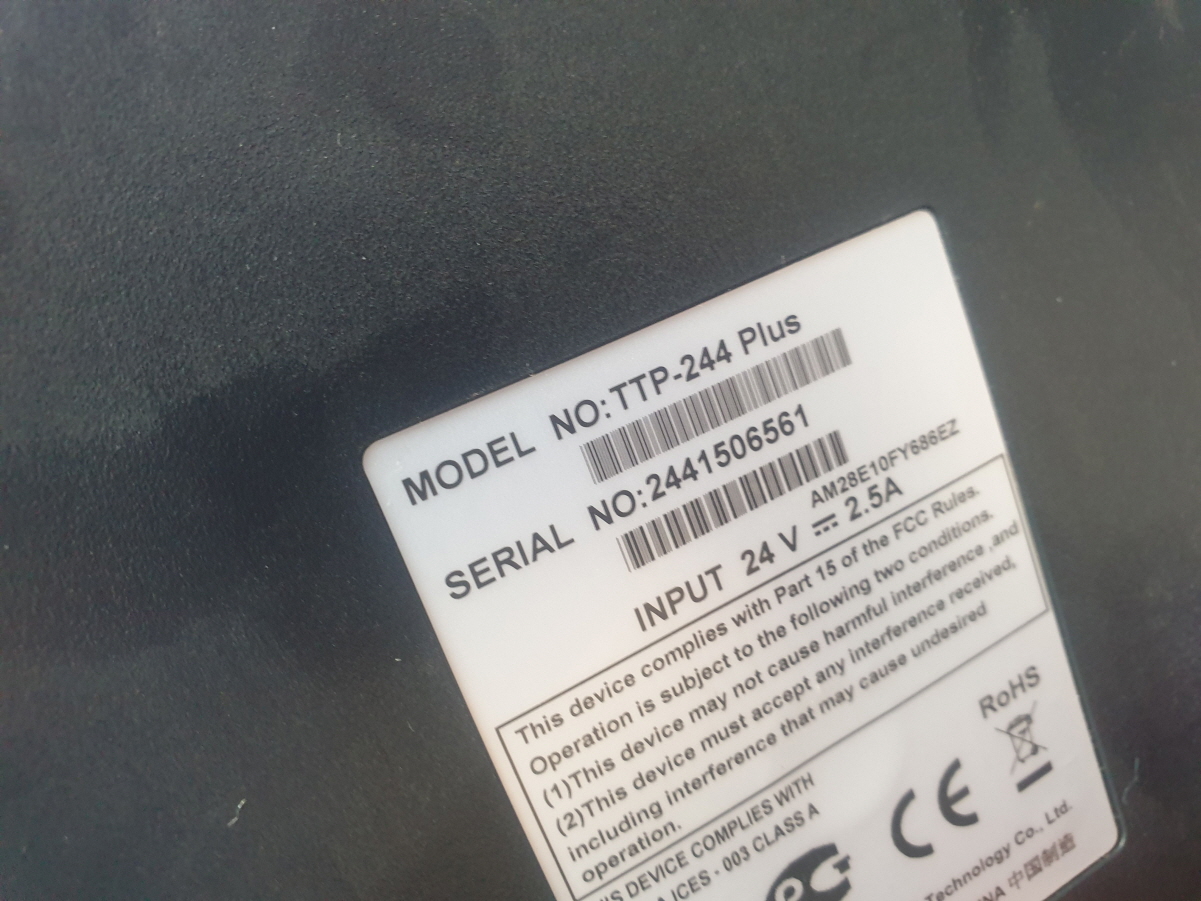 MODEL NO:TTP-244 Plus
SERIAL NO:2441506561
AM28E10FY686EZ
INPUT 24 V ⎓ 2.5A
This device complies with Part 15 of the FCC Rules.
Operation is subject to the following two conditions.
(1)This device may not cause harmful interference ,and
(2)This device must accept any interference received,
including interference that may cause undesired
operation.
RoHS
IS DEVICE COMPLIES WITH
ICES - 003 CLASS A
CE
Technology Co., Ltd.
NA 中国制造